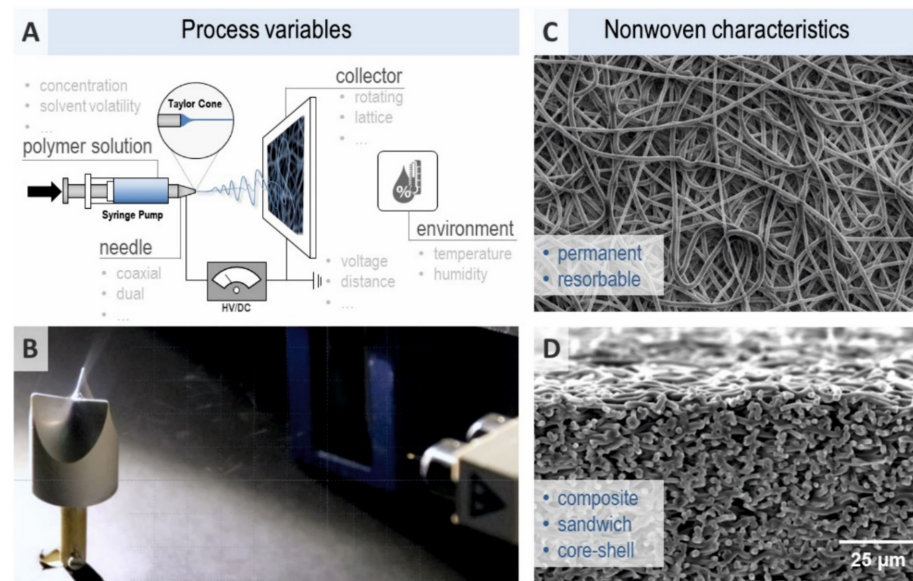 A
Process variables
• concentration
• solvent volatility
• ...
polymer solution
Taylor Cone
collector
• rotating
• lattice
• ...
%
Syringe Pump
needle
• coaxial
• dual
• ...
HV/DC
• voltage
• distance
• ...
environment
• temperature
• humidity
B
C
Nonwoven characteristics
• permanent
• resorbable
D
• composite
• sandwich
• core-shell
25 µm